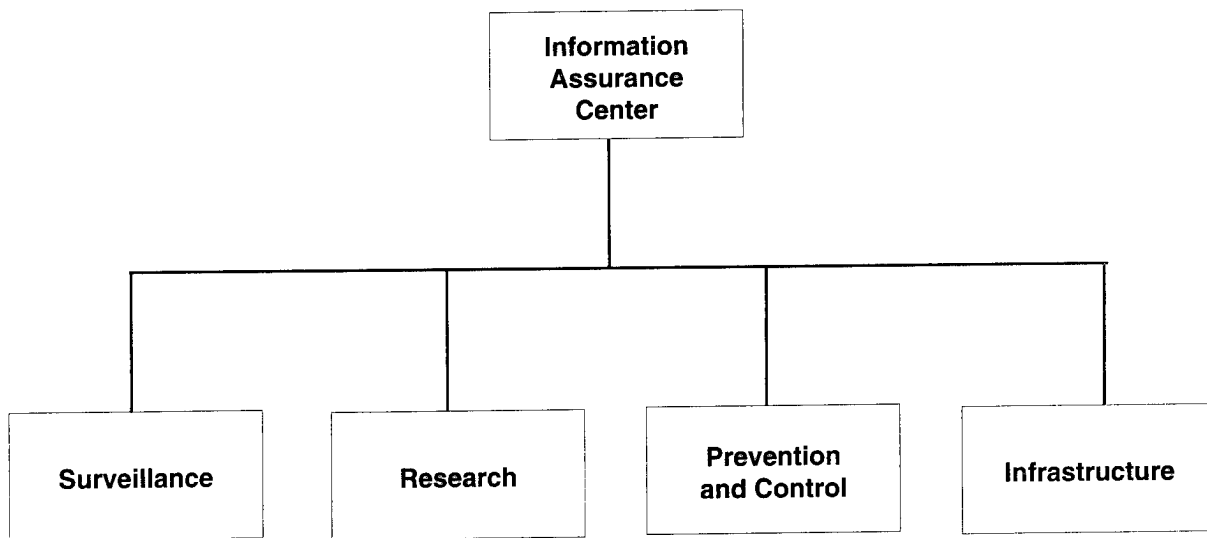 Information
Assurance
Center
Surveillance
Research
Prevention
and Control
Infrastructure